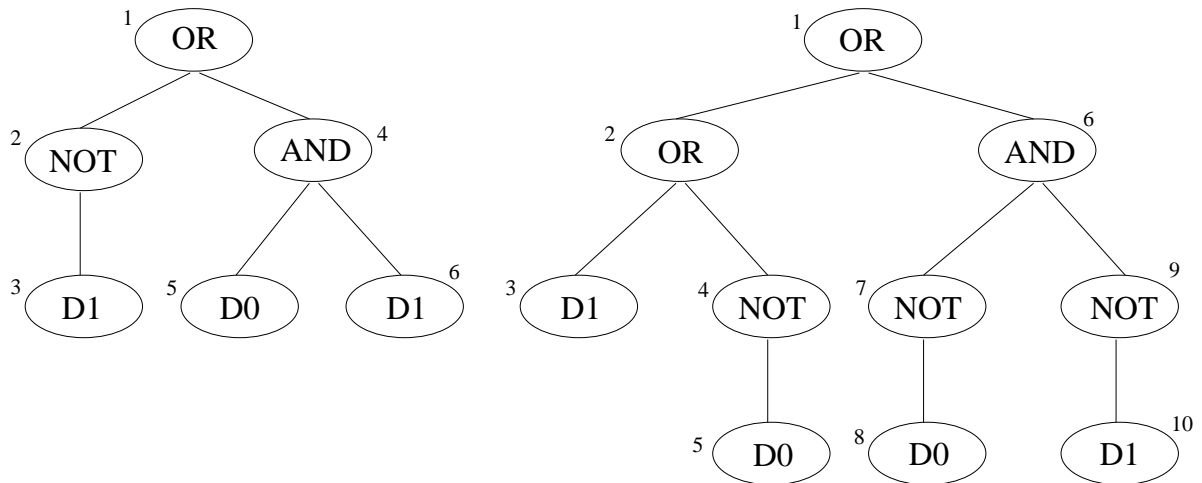 1 OR 1 OR
2 NOT AND 4 2 OR AND 6
3 D1 5 D0 D1 6 3 D1 4 NOT 7 NOT NOT 9
5 D0 8 D0 D1 10